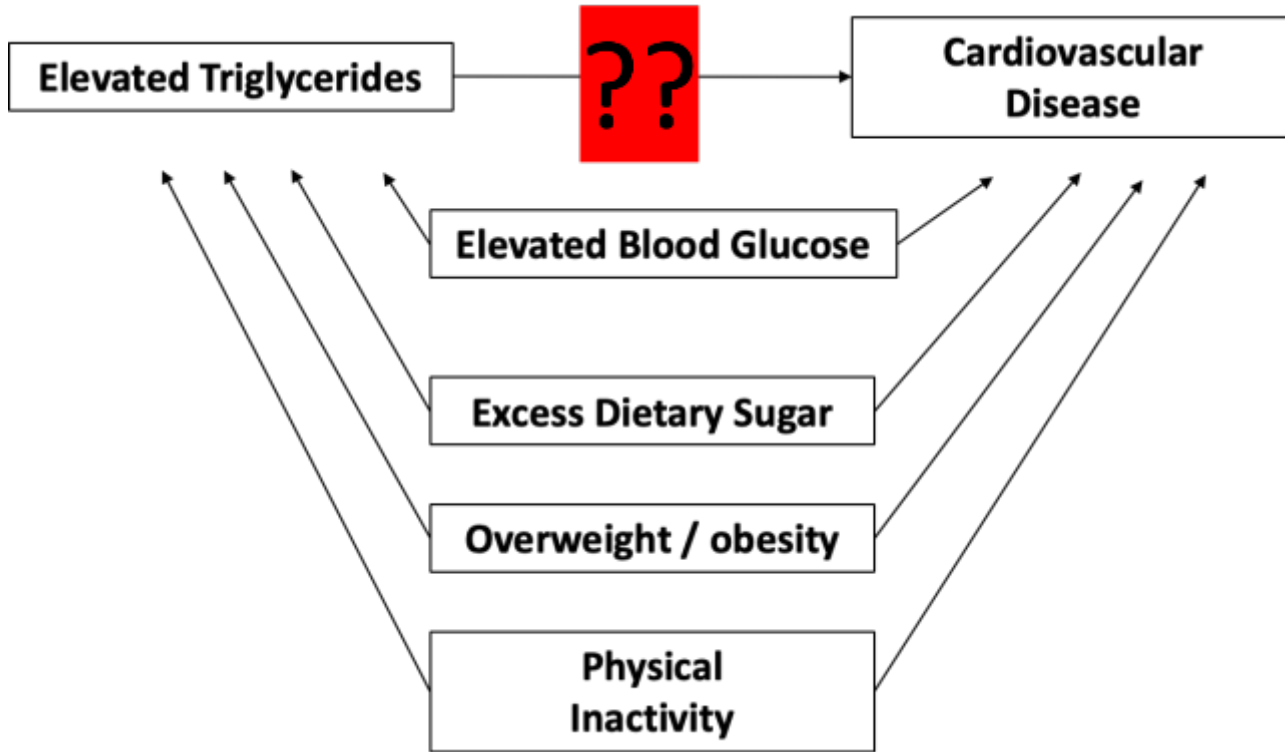 Elevated Triglycerides
??
Cardiovascular
Disease
Elevated Blood Glucose
Excess Dietary Sugar
Overweight / obesity
Physical
Inactivity